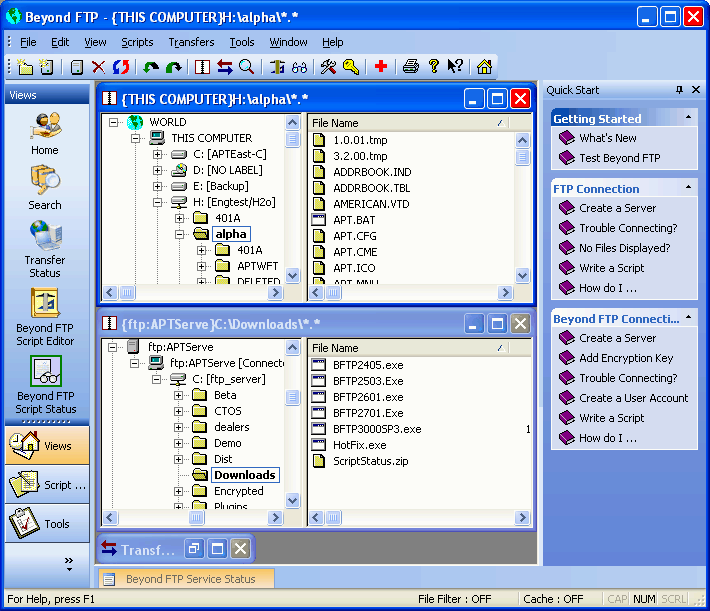 Beyond FTP - {THIS COMPUTER}H:\alpha\*.*
File Edit View Scripts Transfers Tools Window Help
Views
Home
Search
Transfer
Status
Beyond FTP
Script Editor
Beyond FTP
Script Status
Views
Script ...
Tools
{THIS COMPUTER}H:\alpha\*.*
WORLD
THIS COMPUTER
C: [APTEast-C]
D: [NO LABEL]
E: [Backup]
H: [Engtest/H2o]
401A
alpha
401A
APTWFT
DELETED
File Name
1.0.01.tmp
3.2.00.tmp
ADDRBOOK.IND
ADDRBOOK.TBL
AMERICAN.VTD
APT.BAT
APT.CFG
APT.CME
APT.ICO
APT.MNU
{ftp:APTServe}C:\Downloads\*.*
ftp:APTServe
ftp:APTServe [Connecte
C: [ftp_server]
Beta
CTOS
dealers
Demo
Dist
Downloads
Encrypted
Plugins
File Name
BFTP2405.exe
BFTP2503.Exe
BFTP2601.exe
BFTP2701.Exe
BFTP3000SP3.exe 1
HotFix.exe
ScriptStatus.zip
Transf...
Beyond FTP Service Status
Quick Start
Getting Started
What's New
Test Beyond FTP
FTP Connection
Create a Server
Trouble Connecting?
No Files Displayed?
Write a Script
How do I ...
Beyond FTP Connecti...
Create a Server
Add Encryption Key
Trouble Connecting?
Create a User Account
Write a Script
How do I ...
For Help, press F1
File Filter : OFF
Cache : OFF
CAP NUM SCRL